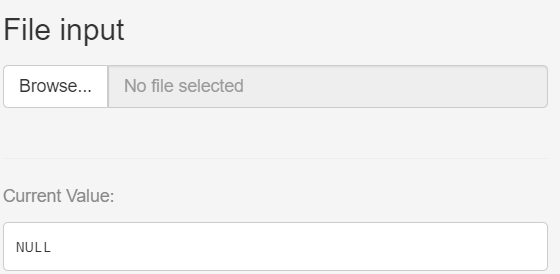 File input
Browse... No file selected
Current Value:
NULL